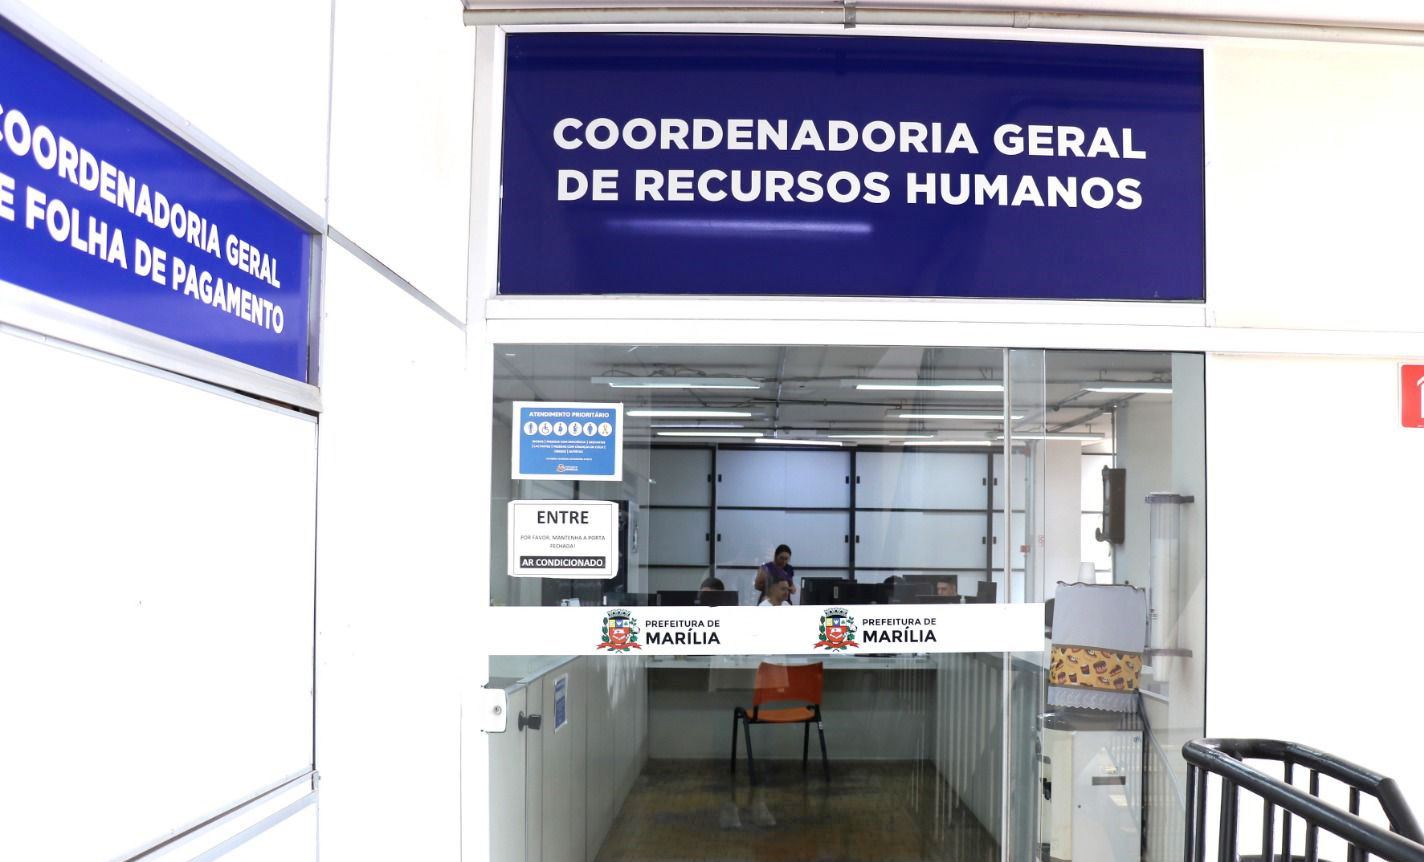 COORDENADORIA GERAL
DE RECURSOS HUMANOS
COORDENADORIA GERAL
E FOLHA DE PAGAMENTO
ATENDIMENTO PRIORITÁRIO
ENTRE
POR FAVOR, MANTENHA A PORTA
FECHADA!
AR CONDICIONADO
PREFEITURA DE
MARÍLIA
PREFEITURA DE
MARÍLIA